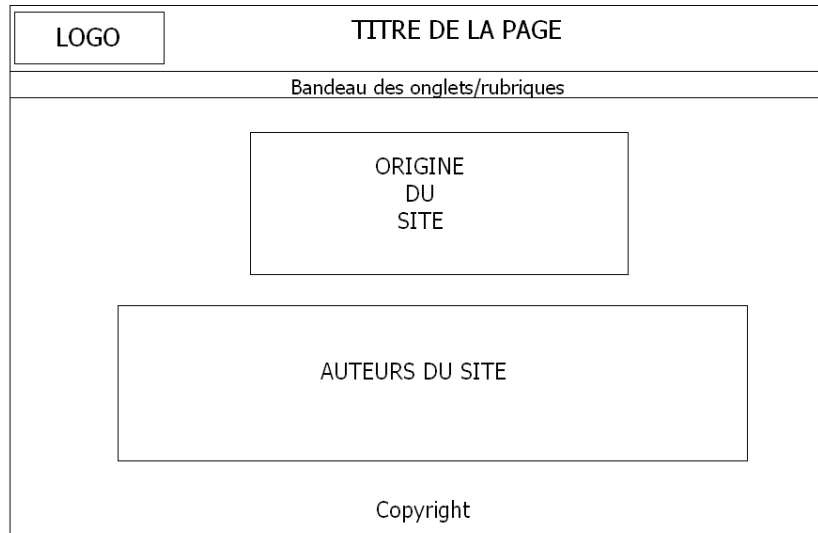 LOGO
TITRE DE LA PAGE
Bandeau des onglets/rubriques
ORIGINE
DU
SITE
AUTEURS DU SITE
Copyright